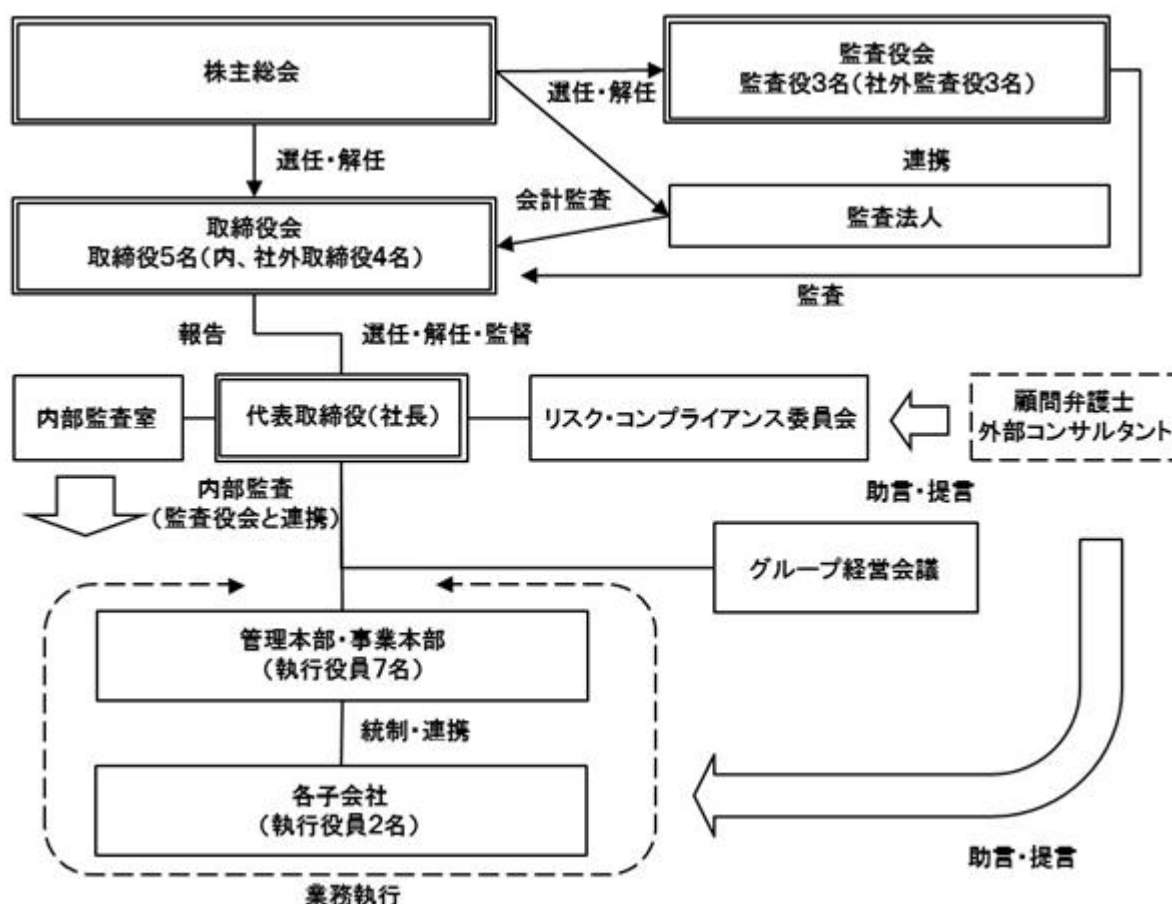 株主総会
監査役会
監査役3名(社外監査役3名)
選任・解任
選任・解任
連携
会計監査
監査法人
取締役会
取締役5名(内、社外取締役4名)
監査
報告
選任・解任・監督
内部監査室
代表取締役(社長)
リスク・コンプライアンス委員会
顧問弁護士
外部コンサルタント
助言・提言
内部監査
(監査役会と連携)
グループ経営会議
管理本部・事業本部
(執行役員7名)
統制・連携
各子会社
(執行役員2名)
助言・提言
業務執行